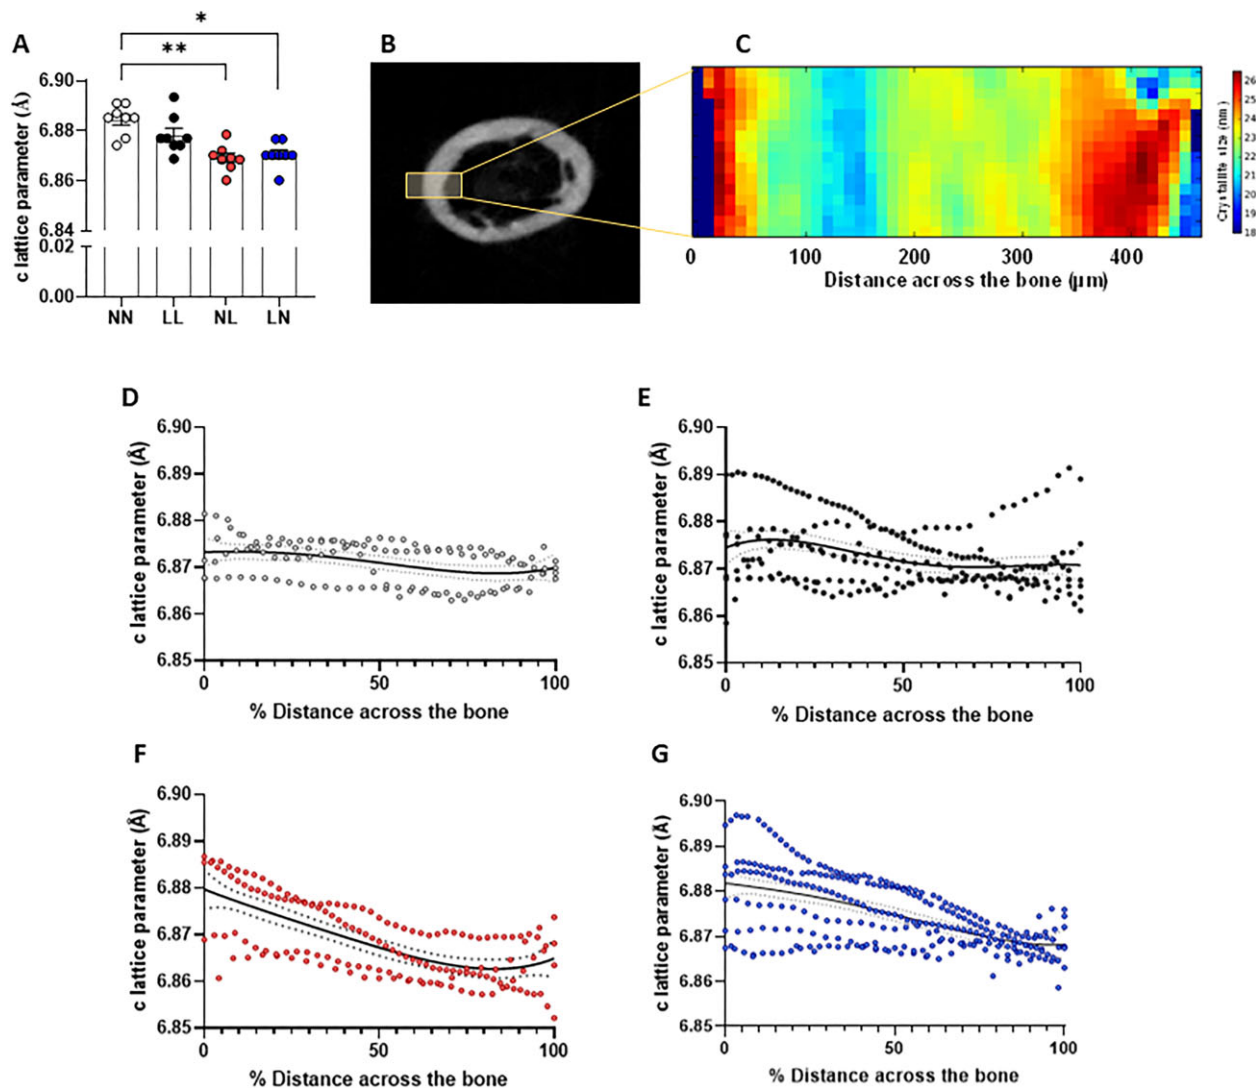 A
*
**
c lattice parameter (Å)
6.90
6.88
6.86
6.84
0.02
0.00
NN LL NL LN
B
C
0 100 200 300 400
Distance across the bone (µm)
26
25
24
23
22
21
20
19
18
Crystallite size (nm)
D
c lattice parameter (Å)
6.90
6.89
6.88
6.87
6.86
6.85
0 50 100
% Distance across the bone
E
c lattice parameter (Å)
6.90
6.89
6.88
6.87
6.86
6.85
0 50 100
% Distance across the bone
F
c lattice parameter (Å)
6.90
6.89
6.88
6.87
6.86
6.85
0 50 100
% Distance across the bone
G
c lattice parameter (Å)
6.90
6.89
6.88
6.87
6.86
6.85
0 50 100
% Distance across the bone